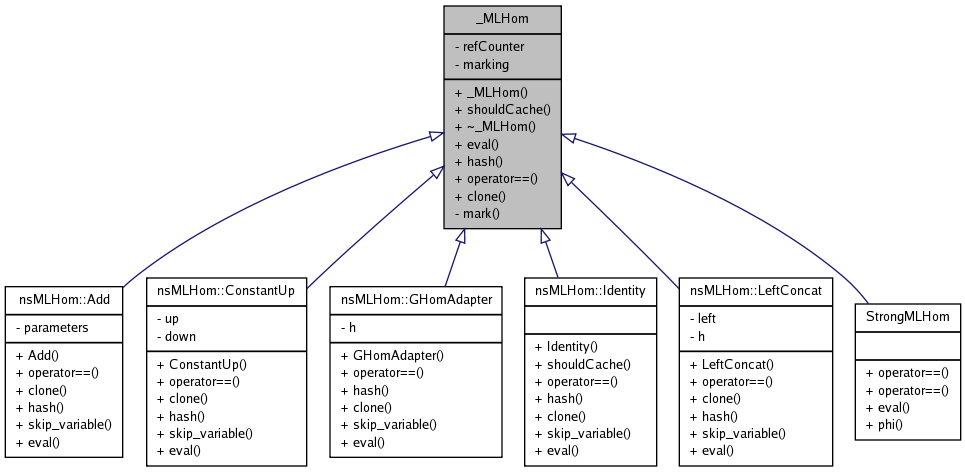 _MLHom
- refCounter
- marking
+ _MLHom()
+ shouldCache()
+ ~_MLHom()
+ eval()
+ hash()
+ operator==()
+ clone()
- mark()
nsMLHom::Add
- parameters
+ Add()
+ operator==()
+ clone()
+ hash()
+ skip_variable()
+ eval()
nsMLHom::ConstantUp
- up
- down
+ ConstantUp()
+ operator==()
+ clone()
+ hash()
+ skip_variable()
+ eval()
nsMLHom::GHomAdapter
- h
+ GHomAdapter()
+ operator==()
+ hash()
+ clone()
+ skip_variable()
+ eval()
nsMLHom::Identity
+ Identity()
+ shouldCache()
+ operator==()
+ hash()
+ clone()
+ skip_variable()
+ eval()
nsMLHom::LeftConcat
- left
- h
+ LeftConcat()
+ operator==()
+ clone()
+ hash()
+ skip_variable()
+ eval()
StrongMLHom
+ operator==()
+ operator==()
+ eval()
+ phi()